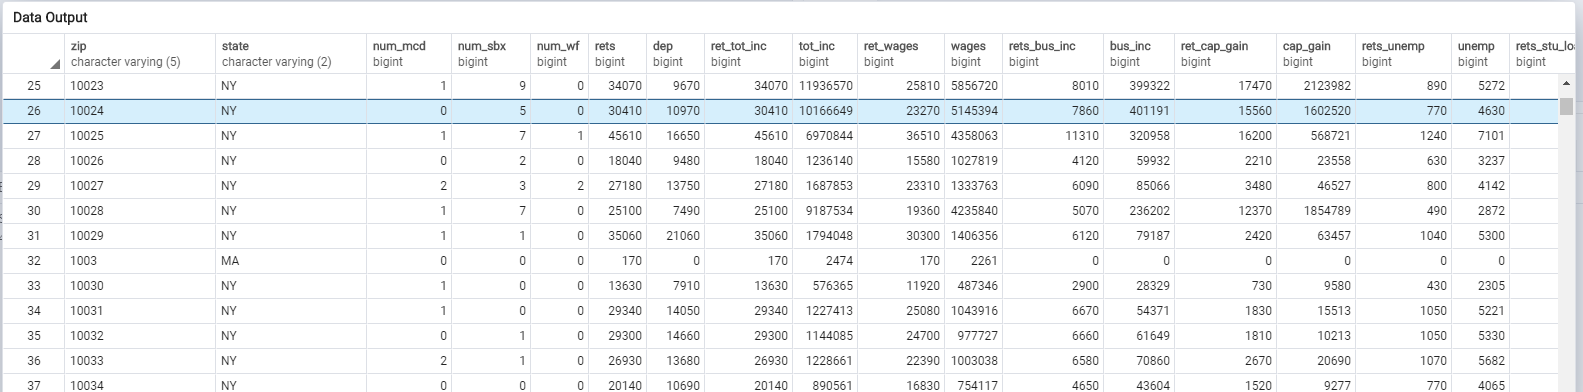 Data Output
zip state num_mcd num_sbx num_wf rets dep ret_tot_inc tot_inc ret_wages wages rets_bus_inc bus_inc ret_cap_gain cap_gain rets_unemp unemp rets_stu_lo
character varying (5) character varying (2) bigint bigint bigint bigint bigint bigint bigint bigint bigint bigint bigint bigint bigint bigint bigint bigint
25 10023 NY 1 9 0 34070 9670 34070 11936570 25810 5856720 8010 399322 17470 2123982 890 5272
26 10024 NY 0 5 0 30410 10970 30410 10166649 23270 5145394 7860 401191 15560 1602520 770 4630
27 10025 NY 1 7 1 45610 16650 45610 6970844 36510 4358063 11310 320958 16200 568721 1240 7101
28 10026 NY 0 2 0 18040 9480 18040 1236140 15580 1027819 4120 59932 2210 23558 630 3237
29 10027 NY 2 3 2 27180 13750 27180 1687853 23310 1333763 6090 85066 3480 46527 800 4142
30 10028 NY 1 7 0 25100 7490 25100 9187534 19360 4235840 5070 236202 12370 1854789 490 2872
31 10029 NY 1 1 0 35060 21060 35060 1794048 30300 1406356 6120 79187 2420 63457 1040 5300
32 1003 MA 0 0 0 170 0 170 2474 170 2261 0 0 0 0 0 0
33 10030 NY 1 0 0 13630 7910 13630 576365 11920 487346 2900 28329 730 9580 430 2305
34 10031 NY 1 0 0 29340 14050 29340 1227413 25080 1043916 6670 54371 1830 15513 1050 5221
35 10032 NY 0 1 0 29300 14660 29300 1144085 24700 977727 6660 61649 1810 10213 1050 5330
36 10033 NY 2 1 0 26930 13680 26930 1228661 22390 1003038 6580 70860 2670 20690 1070 5682
37 10034 NY 0 0 0 20140 10690 20140 890561 16830 754117 4650 43604 1520 9277 770 4065